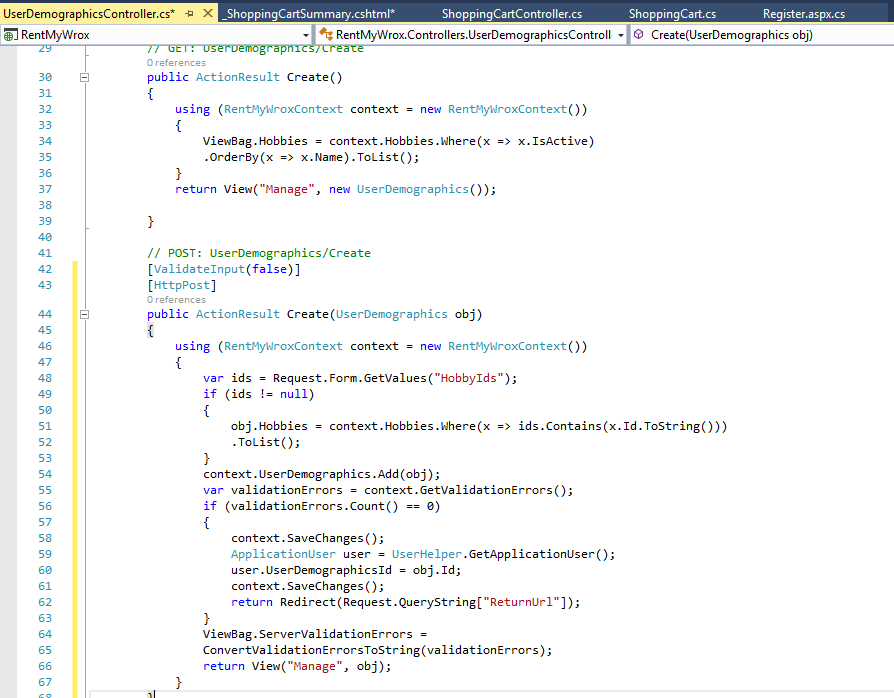 UserDemographicsController.cs* _ShoppingCartSummary.cshtml* ShoppingCartController.cs ShoppingCart.cs Register.aspx.cs
RentMyWrox RentMyWrox.Controllers.UserDemographicsControll Create(UserDemographics obj)
29 // GET: UserDemographics/Create
0 references
30 public ActionResult Create()
31 {
32 using (RentMyWroxContext context = new RentMyWroxContext())
33 {
34 ViewBag.Hobbies = context.Hobbies.Where(x => x.IsActive)
35 .OrderBy(x => x.Name).ToList();
36 }
37 return View("Manage", new UserDemographics());
38
39 }
40
41 // POST: UserDemographics/Create
42 [ValidateInput(false)]
43 [HttpPost]
0 references
44 public ActionResult Create(UserDemographics obj)
45 {
46 using (RentMyWroxContext context = new RentMyWroxContext())
47 {
48 var ids = Request.Form.GetValues("HobbyIds");
49 if (ids != null)
50 {
51 obj.Hobbies = context.Hobbies.Where(x => ids.Contains(x.Id.ToString()))
52 .ToList();
53 }
54 context.UserDemographics.Add(obj);
55 var validationErrors = context.GetValidationErrors();
56 if (validationErrors.Count() == 0)
57 {
58 context.SaveChanges();
59 ApplicationUser user = UserHelper.GetApplicationUser();
60 user.UserDemographicsId = obj.Id;
61 context.SaveChanges();
62 return Redirect(Request.QueryString["ReturnUrl"]);
63 }
64 ViewBag.ServerValidationErrors =
65 ConvertValidationErrorsToString(validationErrors);
66 return View("Manage", obj);
67 }
68 }